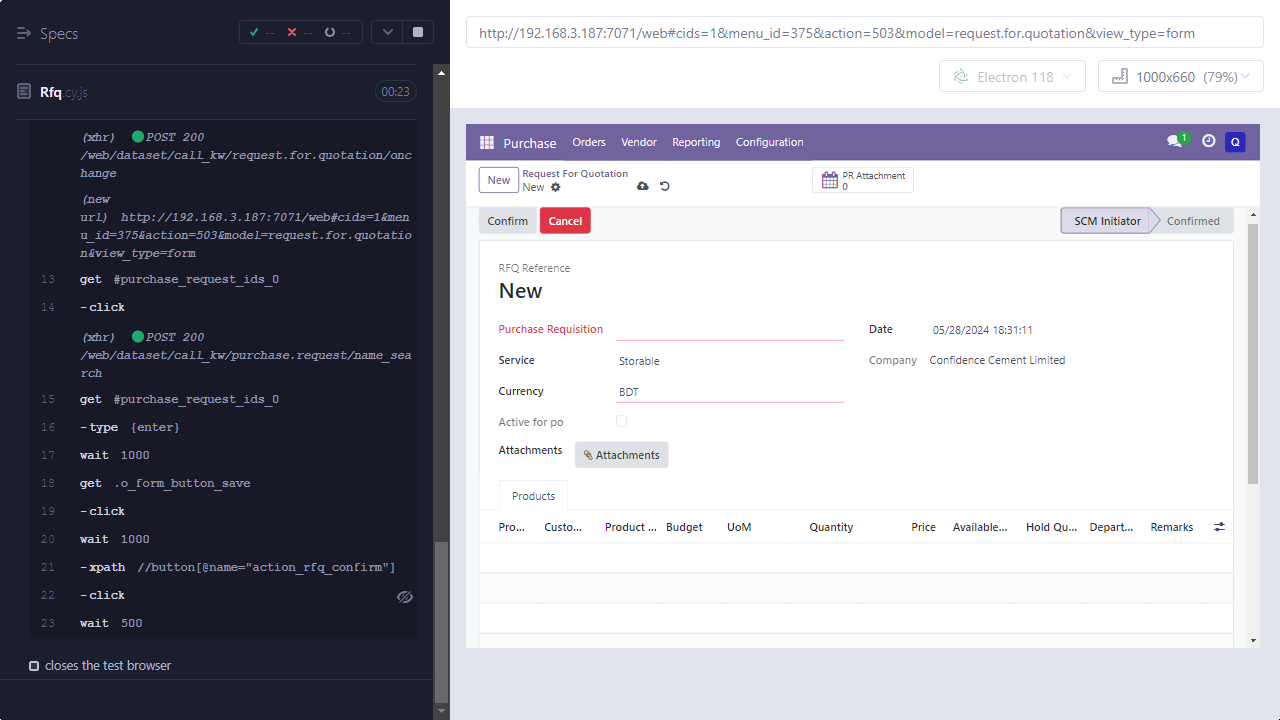 Specs
--
--
--
Rfq.cy.js
00:23
(xhr) POST 200
/web/dataset/call_kw/request.for.quotation/onc
hange
(new
url) http://192.168.3.187:7071/web#cids=1&men
u_id=375&action=503&model=request.for.quotatio
n&view_type=form
13 get #purchase_request_ids_0
14 -click
(xhr) POST 200
/web/dataset/call_kw/purchase.request/name_sea
rch
15 get #purchase_request_ids_0
16 -type {enter}
17 wait 1000
18 get .o_form_button_save
19 -click
20 wait 1000
21 -xpath //button[@name="action_rfq_confirm"]
22 -click
23 wait 500
closes the test browser
http://192.168.3.187:7071/web#cids=1&menu_id=375&action=503&model=request.for.quotation&view_type=form
Electron 118
1000x660 (79%)
Purchase Orders Vendor Reporting Configuration
1
Q
New
Request For Quotation
New
PR Attachment
0
Confirm Cancel
SCM Initiator Confirmed
RFQ Reference
New
Purchase Requisition
Date 05/28/2024 18:31:11
Service Storable
Company Confidence Cement Limited
Currency BDT
Active for po
Attachments Attachments
Products
Pro... Custo... Product ... Budget UoM Quantity Price Available... Hold Qu... Depart... Remarks